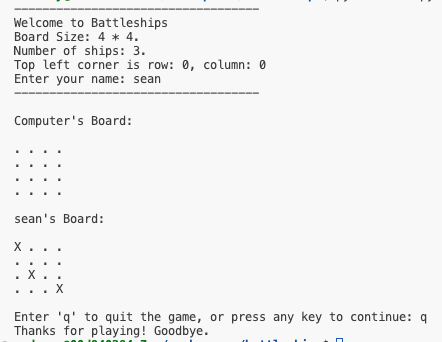 -----------------------------------
Welcome to Battleships
Board Size: 4 * 4.
Number of ships: 3.
Top left corner is row: 0, column: 0
Enter your name: sean
-----------------------------------
Computer's Board:
. . . .
. . . .
. . . .
. . . .
sean's Board:
X . . .
. . . .
. X . .
. . . X
Enter 'q' to quit the game, or press any key to continue: q
Thanks for playing! Goodbye.